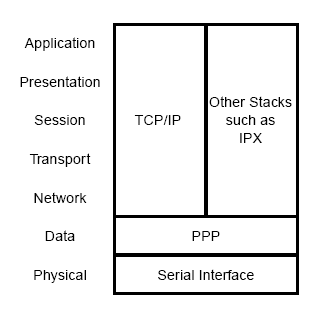 Application
Presentation
Session
Transport
Network
Data
Physical
TCP/IP
Other Stacks
such as
IPX
PPP
Serial Interface